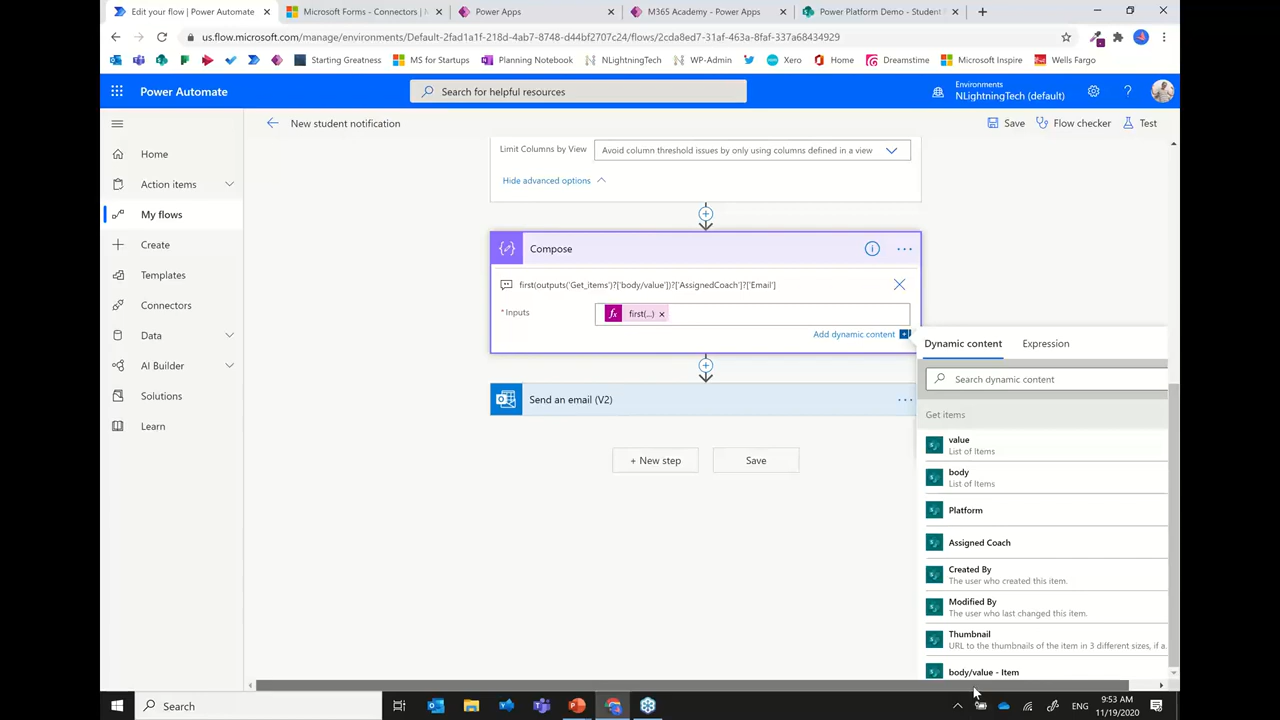 Edit your flow | Power Automate
Microsoft Forms - Connectors |
Power Apps
M365 Academy - Power Apps
Power Platform Demo - Student
us.flow.microsoft.com/manage/environments/Default-2fad1a1f-218d-4ab7-8748-d44bf2707c24/flows/2cda8ed7-31af-463a-8faf-337a68434929
Starting Greatness
MS for Startups
Planning Notebook
NLightningTech
WP-Admin
Xero
Home
Dreamstime
Microsoft Inspire
Wells Fargo
Power Automate
Search for helpful resources
Environments
NLightningTech (default)
New student notification
Save
Flow checker
Test
Home
Action items
My flows
Create
Templates
Connectors
Data
AI Builder
Solutions
Learn
Limit Columns by View
Avoid column threshold issues by only using columns defined in a view
Hide advanced options
Compose
first(outputs('Get_items')?['body/value'])?['AssignedCoach']?['Email']
* Inputs
first(...)
Add dynamic content
Send an email (V2)
+ New step
Save
Dynamic content
Expression
Search dynamic content
Get items
value
List of Items
body
List of Items
Platform
Assigned Coach
Created By
The user who created this item.
Modified By
The user who last changed this item.
Thumbnail
URL to the thumbnails of the item in 3 different sizes, if a
body/value - Item
Search
ENG
9:53 AM
11/19/2020